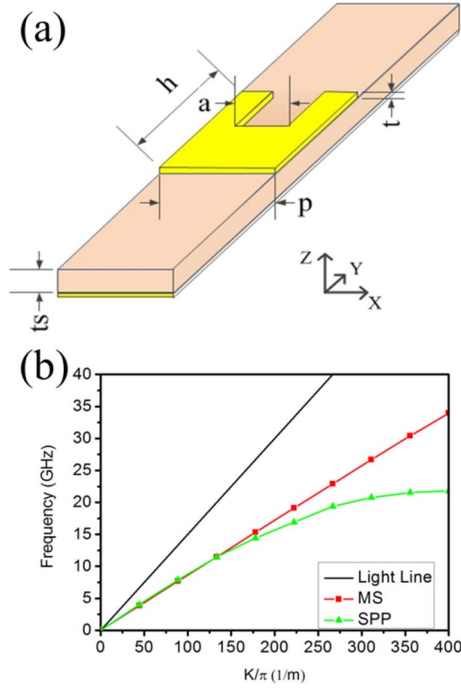 (a)
h
a
t
p
ts
Z
Y
X
(b)
Frequency (GHz)
40
35
30
25
20
15
10
5
0
Light Line
MS
SPP
0 50 100 150 200 250 300 350 400
K/π (1/m)